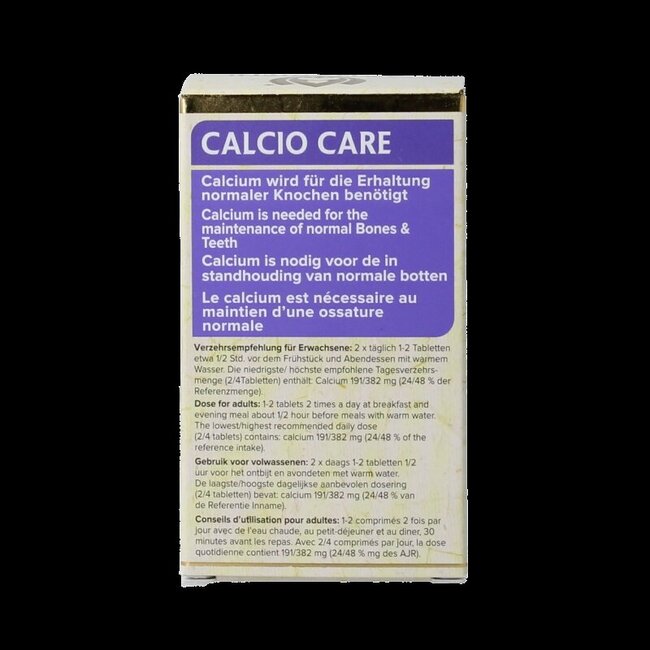 CALCIO CARE
Calcium wird für die Erhaltung
normaler Knochen benötigt
Calcium is needed for the
maintenance of normal Bones &
Teeth
Calcium is nodig voor de in
standhouding van normale botten
Le calcium est nécessaire au
maintien d'une ossature
normale
Verzehrsempfehlung für Erwachsene: 2 x täglich 1-2 Tabletten
etwa 1/2 Std. vor dem Frühstück und Abendessen mit warmem
Wasser. Die niedrigste/ höchste empfohlene Tagesverzehrs-
menge (2/4Tabletten) enthält: Calcium 191/382 mg (24/48 % der
Referenzmenge).
Dose for adults: 1-2 tablets 2 times a day at breakfast and
evening meal about 1/2 hour before meals with warm water.
The lowest/highest recommended daily dose
(2/4 tablets) contains: calcium 191/382 mg (24/48 % of the
reference intake).
Gebruik voor volwassenen: 2 x daags 1-2 tabletten 1/2
uur voor het ontbijt en avondeten met warm water.
De laagste/hoogste dagelijkse aanbevolen dosering
(2/4 tabletten) bevat: calcium 191/382 mg (24/48 % van
de Referentie Inname).
Conseils d'utilisation pour adultes: 1-2 comprimés 2 fois par
jour avec de l'eau chaude, au petit-déjeuner et au diner, 30
minutes avant les repas. Avec 2/4 comprimés par jour, la dose
quotidienne contient 191/382 mg (24/48 % mg des AJR).